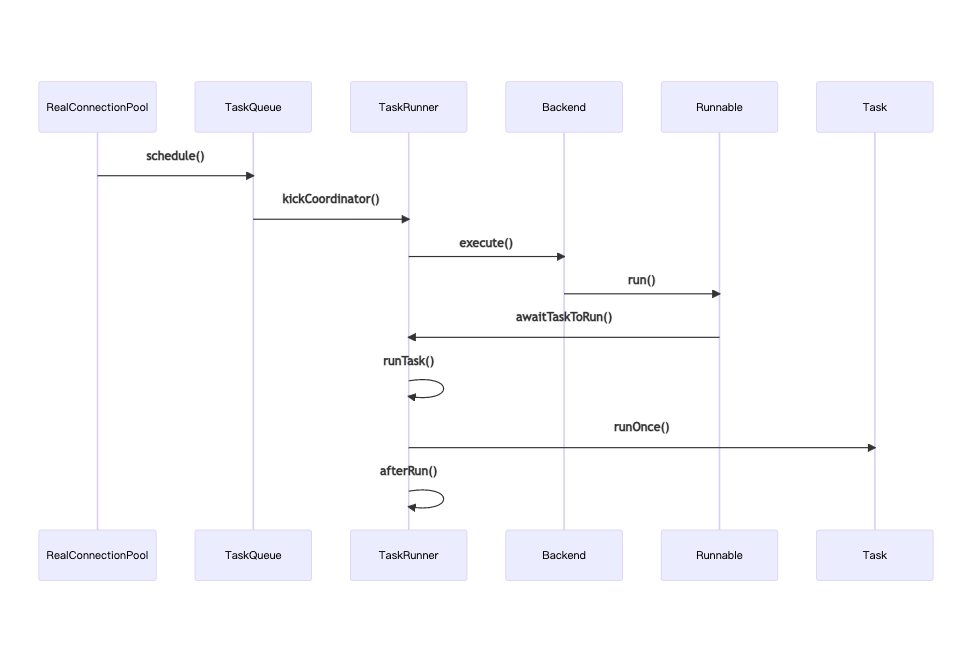 RealConnectionPool
TaskQueue
TaskRunner
Backend
Runnable
Task
schedule()
kickCoordinator()
execute()
run()
awaitTaskToRun()
runTask()
runOnce()
afterRun()
RealConnectionPool
TaskQueue
TaskRunner
Backend
Runnable
Task